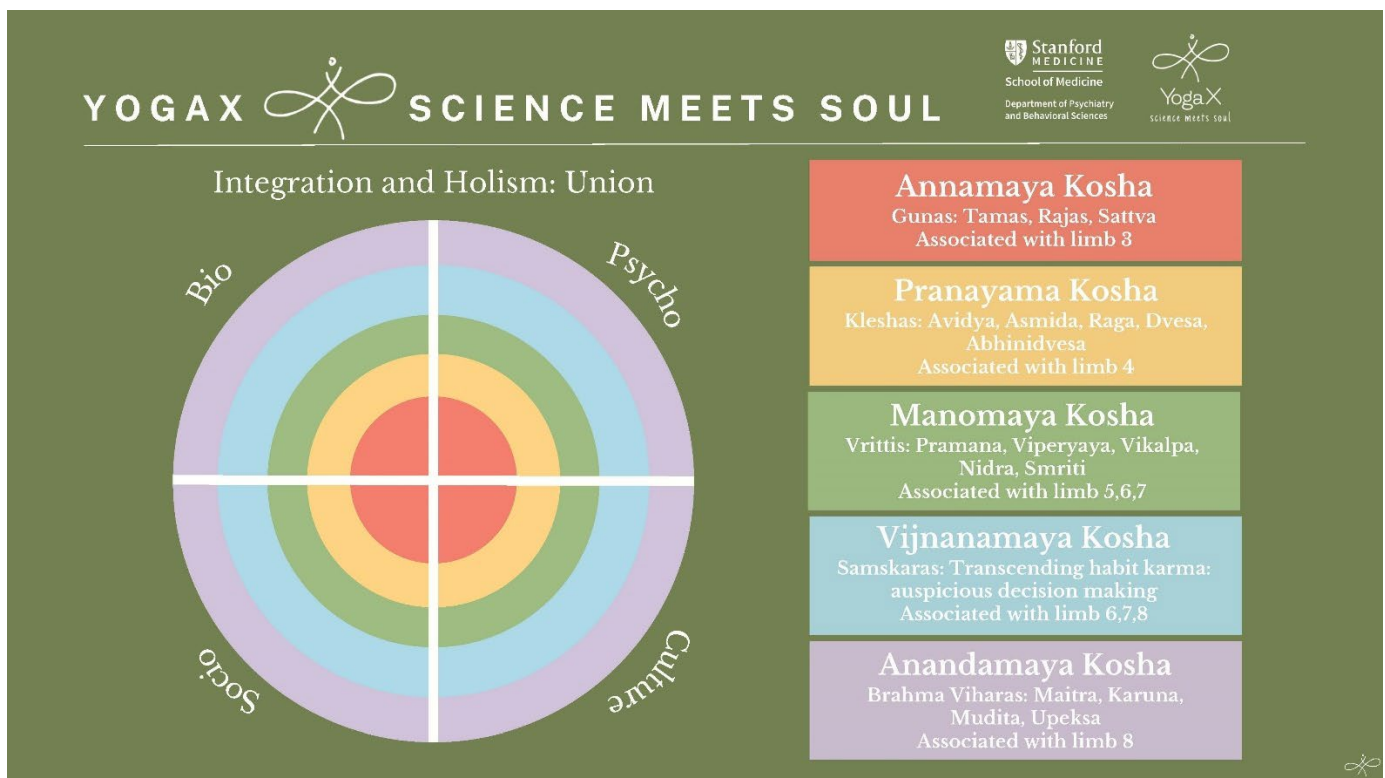 YOGAX SCIENCE MEETS SOUL
Stanford
MEDICINE
School of Medicine
Department of Psychiatry
and Behavioral Sciences
YogaX
science meets soul
Integration and Holism: Union
Bio
Psycho
Socio
Culture
Annamaya Kosha
Gunas: Tamas, Rajas, Sattva
Associated with limb 3
Pranayama Kosha
Kleshas: Avidya, Asmida, Raga, Dvesa,
Abhinidvesa
Associated with limb 4
Manomaya Kosha
Vrittis: Pramana, Viperyaya, Vikalpa,
Nidra, Smriti
Associated with limb 5,6,7
Vijnanamaya Kosha
Samskaras: Transcending habit karma:
auspicious decision making
Associated with limb 6,7,8
Anandamaya Kosha
Brahma Viharas: Maitra, Karuna,
Mudita, Upeksa
Associated with limb 8